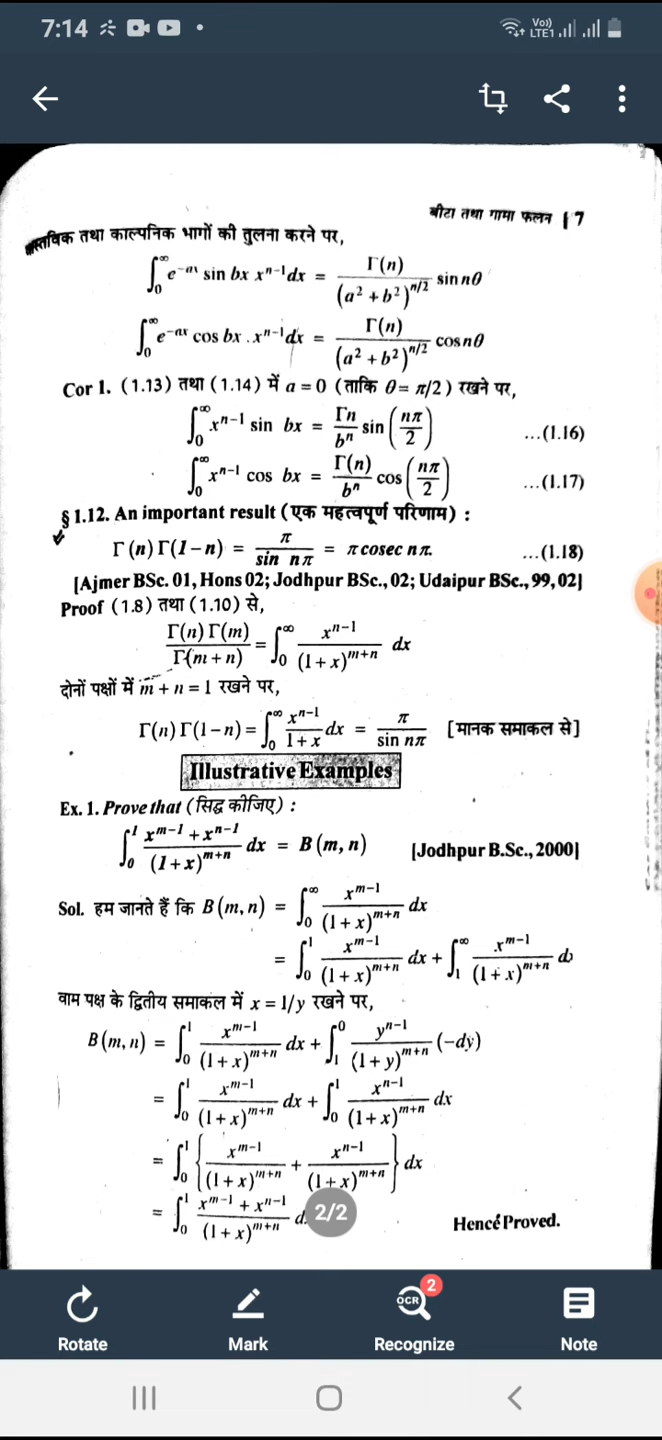 7:14
Vo))
LTE1
बीटा तथा गामा फलन | 7
वास्तविक तथा काल्पनिक भागों की तुलना करने पर,
∫₀^∞ e^(−ax) sin bx x^(n−1) dx = Γ(n) / (a² + b²)^(n/2) sin nθ
∫₀^∞ e^(−ax) cos bx . x^(n−1) dx = Γ(n) / (a² + b²)^(n/2) cos nθ
Cor 1. (1.13) तथा (1.14) में a = 0 (ताकि θ = π/2) रखने पर,
∫₀^∞ x^(n−1) sin bx = Γn / b^n sin (nπ/2) ...(1.16)
∫₀^∞ x^(n−1) cos bx = Γ(n) / b^n cos (nπ/2) ...(1.17)
§ 1.12. An important result (एक महत्वपूर्ण परिणाम) :
Γ(n) Γ(1−n) = π / sin nπ = π cosec nπ. ...(1.18)
[Ajmer BSc. 01, Hons 02; Jodhpur BSc., 02; Udaipur BSc., 99, 02]
Proof (1.8) तथा (1.10) से,
Γ(n) Γ(m) / Γ(m + n) = ∫₀^∞ x^(n−1) / (1 + x)^(m+n) dx
दोनों पक्षों में m + n = 1 रखने पर,
Γ(n) Γ(1−n) = ∫₀^∞ x^(n−1) / 1 + x dx = π / sin nπ [मानक समाकल से]
Illustrative Examples
Ex. 1. Prove that (सिद्ध कीजिए) :
∫₀^1 x^(m−1) + x^(n−1) / (1+x)^(m+n) dx = B(m, n) [Jodhpur B.Sc., 2000]
Sol. हम जानते हैं कि B(m, n) = ∫₀^∞ x^(m−1) / (1 + x)^(m+n) dx
= ∫₀^1 x^(m−1) / (1 + x)^(m+n) dx + ∫₁^∞ x^(m−1) / (1 + x)^(m+n) d
वाम पक्ष के द्वितीय समाकल में x = 1/y रखने पर,
B(m, n) = ∫₀^1 x^(m−1) / (1 + x)^(m+n) dx + ∫₁^0 y^(n−1) / (1 + y)^(m+n) (−dy)
= ∫₀^1 x^(m−1) / (1 + x)^(m+n) dx + ∫₀^1 x^(n−1) / (1 + x)^(m+n) dx
= ∫₀^1 { x^(m−1) / (1 + x)^(m+n) + x^(n−1) / (1 + x)^(m+n) } dx
= ∫₀^1 x^(m−1) + x^(n−1) / (1 + x)^(m+n) d
2/2
Hence Proved.
OCR
2
Rotate
Mark
Recognize
Note